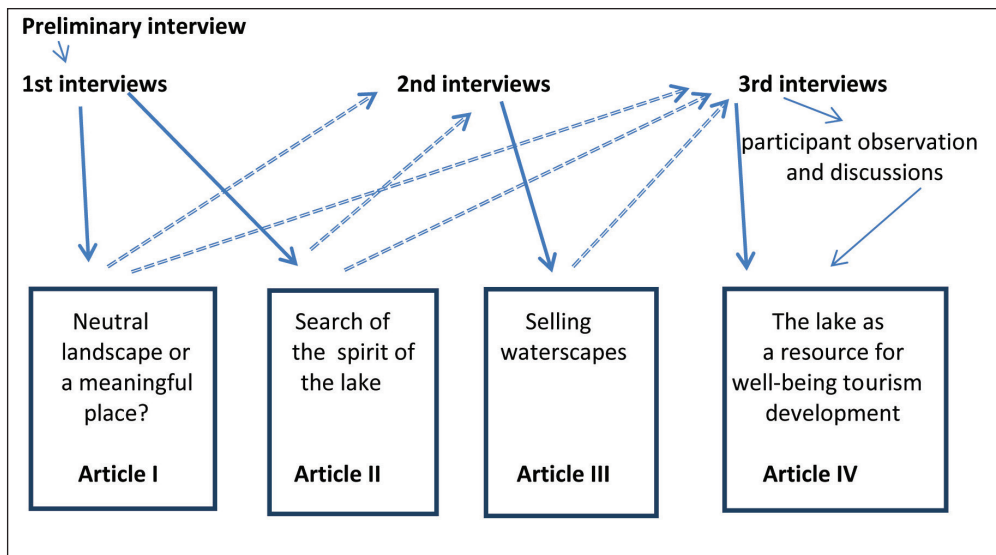 Preliminary interview
1st interviews
2nd interviews
3rd interviews
participant observation
and discussions
Neutral
landscape or
a meaningful
place?
Article I
Search of
the spirit of
the lake
Article II
Selling
waterscapes
Article III
The lake as
a resource for
well-being tourism
development
Article IV